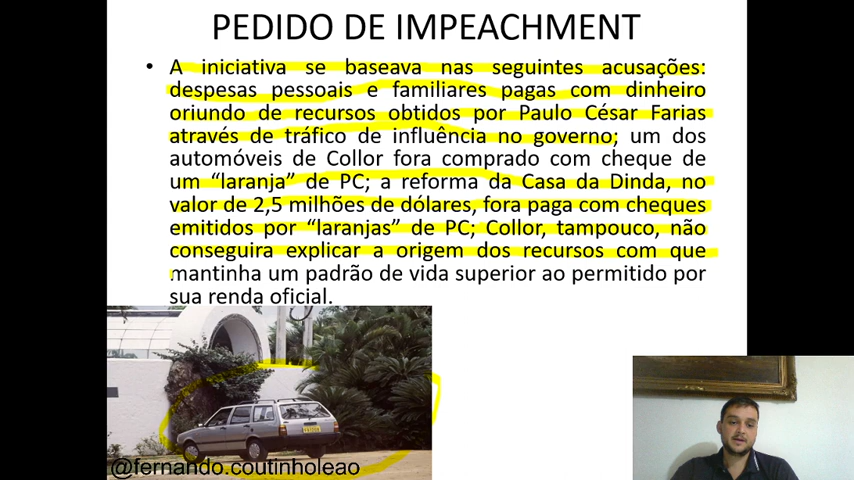 PEDIDO DE IMPEACHMENT
• A iniciativa se baseava nas seguintes acusações:
despesas pessoais e familiares pagas com dinheiro
oriundo de recursos obtidos por Paulo César Farias
através de tráfico de influência no governo; um dos
automóveis de Collor fora comprado com cheque de
um “laranja” de PC; a reforma da Casa da Dinda, no
valor de 2,5 milhões de dólares, fora paga com cheques
emitidos por “laranjas” de PC; Collor, tampouco, não
conseguira explicar a origem dos recursos com que
mantinha um padrão de vida superior ao permitido por
sua renda oficial.
@fernando.coutinholeao